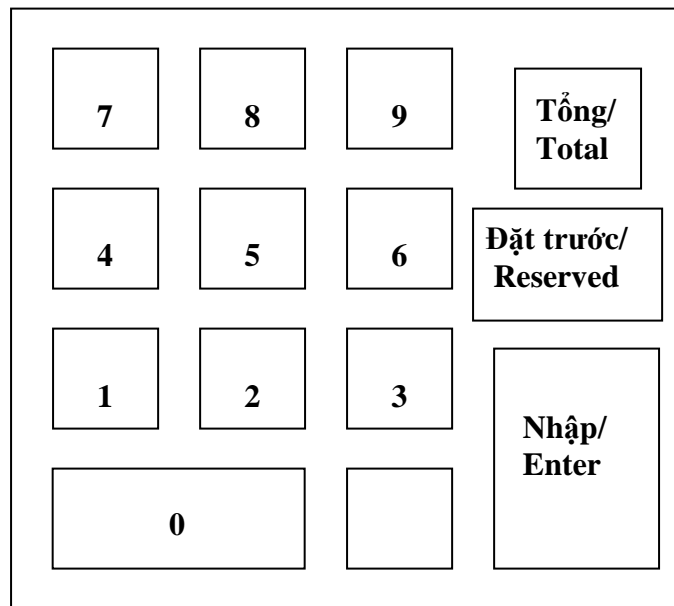 7 8 9
Tổng/
Total
4 5 6
Đặt trước/
Reserved
1 2 3
Nhập/
Enter
0